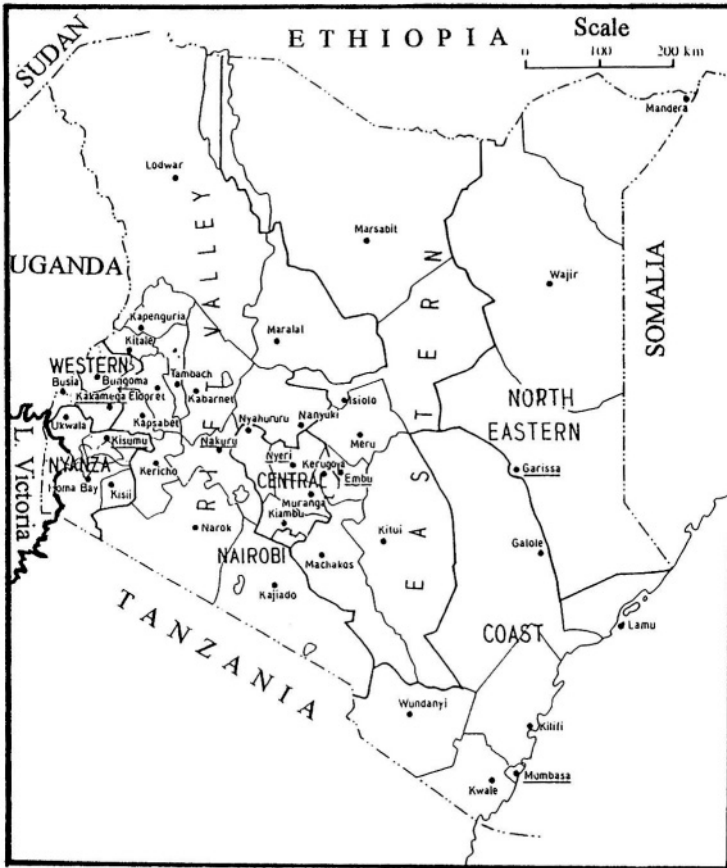 ETHIOPIA
Scale
0 100 200 km
SUDAN
Mandera
Lodwar
Marsabit
UGANDA
RIFT VALLEY
EASTERN
SOMALIA
Wajir
Kapenguria
Kitale
Maralal
WESTERN
Busia
Bungoma
Tambach
Kabarnet
Kakamega
Eldoret
Isiolo
NORTH
EASTERN
Ukwala
Kapsabet
Nyahururu
Nanyuki
Meru
L. Victoria
Kisumu
Nakuru
NYANZA
Kericho
Nyeri
Kerugoya
Embu
Garissa
Homa Bay
Kisii
CENTRAL
Muranga
Kiambu
Narok
Kitui
Galole
NAIROBI
Machakos
Kajiado
TANZANIA
COAST
Lamu
Wundanyi
Kilifi
Kwale
Mombasa